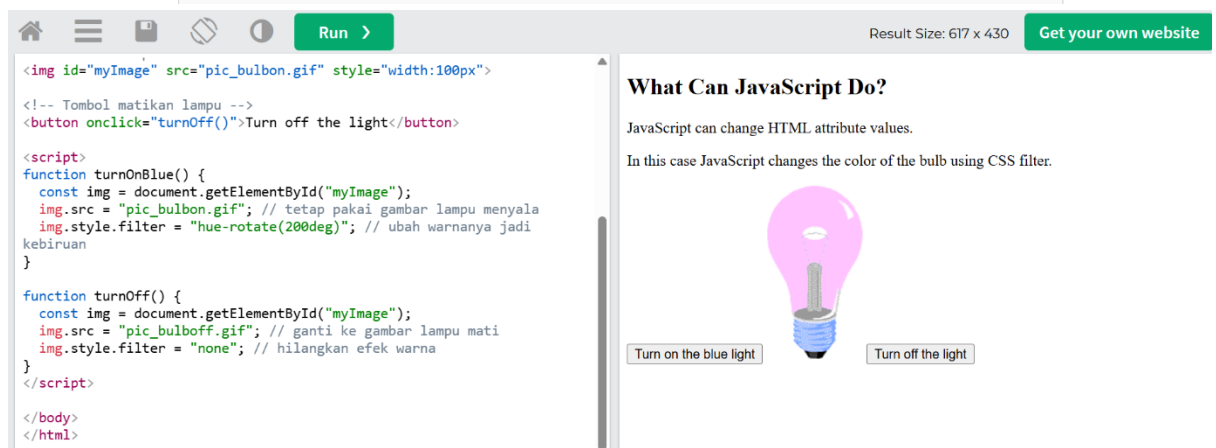 Run ❯
Result Size: 617 x 430
Get your own website
<img id="myImage" src="pic_bulbon.gif" style="width:100px">
<!-- Tombol matikan lampu -->
<button onclick="turnOff()">Turn off the light</button>
<script>
function turnOnBlue() {
  const img = document.getElementById("myImage");
  img.src = "pic_bulbon.gif"; // tetap pakai gambar lampu menyala
  img.style.filter = "hue-rotate(200deg)"; // ubah warnanya jadi
kebiruan
}
function turnOff() {
  const img = document.getElementById("myImage");
  img.src = "pic_bulboff.gif"; // ganti ke gambar lampu mati
  img.style.filter = "none"; // hilangkan efek warna
}
</script>
</body>
</html>
What Can JavaScript Do?
JavaScript can change HTML attribute values.
In this case JavaScript changes the color of the bulb using CSS filter.
Turn on the blue light
Turn off the light